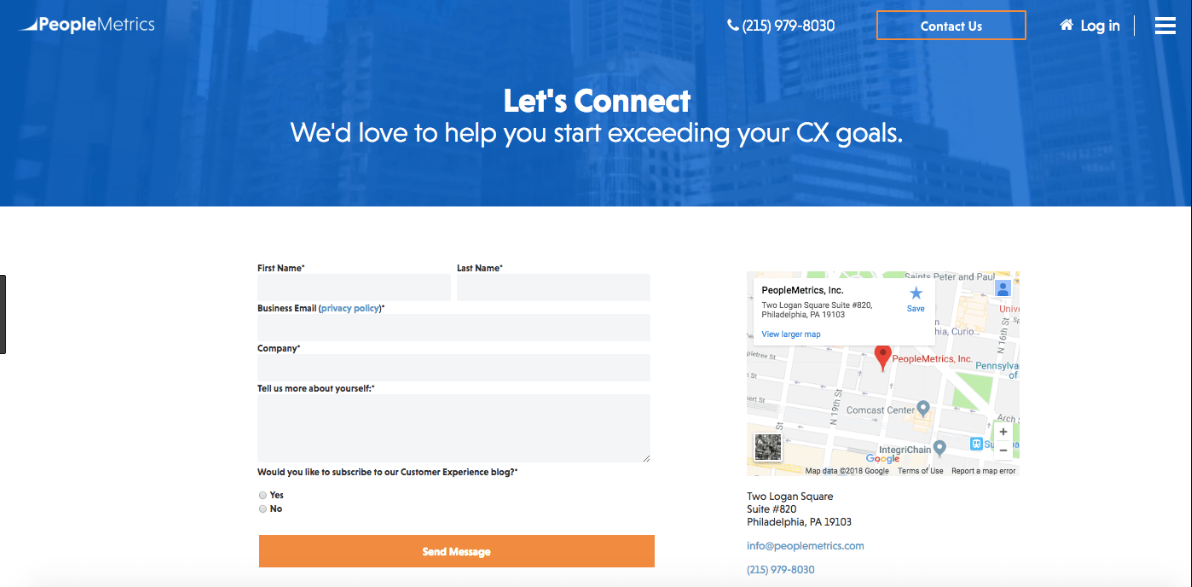 PeopleMetrics
(215) 979-8030
Contact Us
Log in
Let's Connect
We'd love to help you start exceeding your CX goals.
First Name*
Last Name*
Business Email (privacy policy)*
Company*
Tell us more about yourself:*
Would you like to subscribe to our Customer Experience blog?*
Yes
No
Send Message
PeopleMetrics, Inc.
Two Logan Square Suite #820,
Philadelphia, PA 19103
View larger map
Save
Saints Peter and Paul
PeopleMetrics, Inc.
N 16th St
Pennsylva
of
N 19th St
Comcast Center
Arch S
IntegriChain
Google
+
−
Map data ©2018 Google
Terms of Use
Report a map error
Two Logan Square
Suite #820
Philadelphia, PA 19103
info@peoplemetrics.com
(215) 979-8030